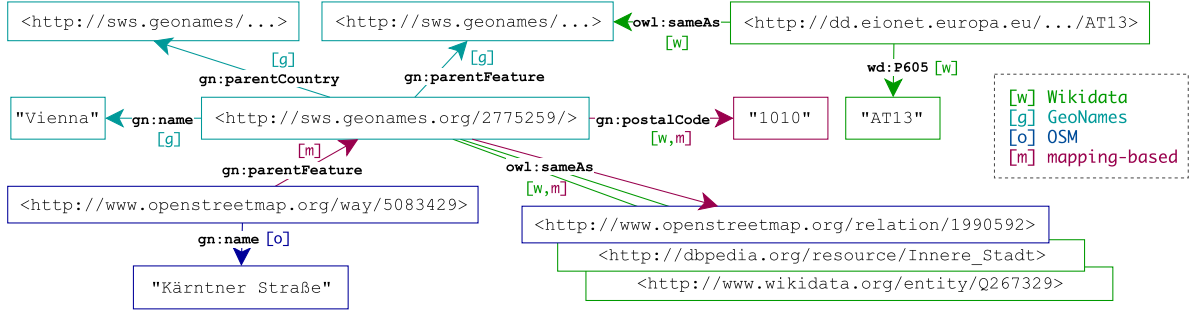 <http://sws.geonames/...>
<http://sws.geonames/...>
owl:sameAs
[w]
<http://dd.eionet.europa.eu/.../AT13>
[g]
gn:parentCountry
[g]
gn:parentFeature
wd:P605 [w]
"Vienna"
gn:name
[g]
<http://sws.geonames.org/2775259/>
gn:postalCode
[w,m]
"1010"
"AT13"
[w] Wikidata
[g] GeoNames
[o] OSM
[m] mapping-based
[m]
gn:parentFeature
owl:sameAs
[w,m]
<http://www.openstreetmap.org/way/5083429>
<http://www.openstreetmap.org/relation/1990592>
gn:name [o]
<http://dbpedia.org/resource/Innere_Stadt>
"Kärntner Straße"
<http://www.wikidata.org/entity/Q267329>